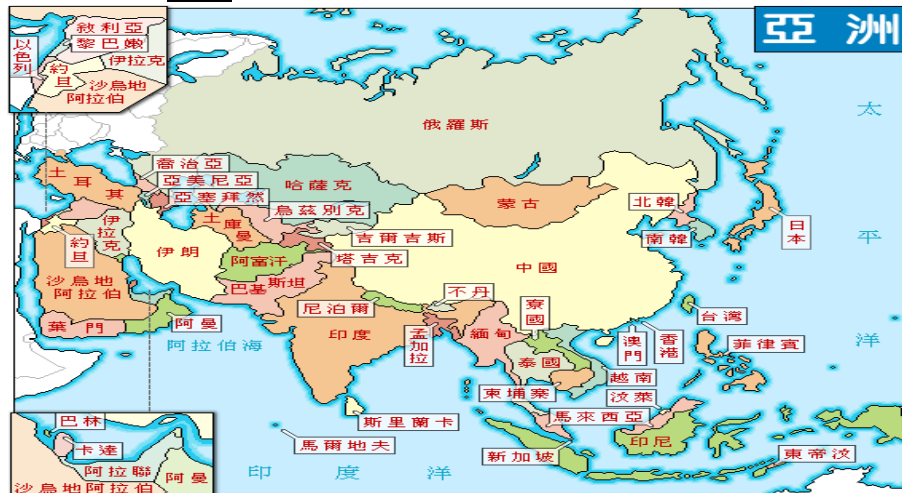 亞洲
敘利亞
黎巴嫩
以色列
伊拉克
約旦
沙烏地
阿拉伯
太平洋
俄羅斯
喬治亞
亞美尼亞
亞塞拜然
土耳其
哈薩克
烏茲別克
蒙古
北韓
南韓
日本
伊拉克
約旦
伊朗
土庫曼
吉爾吉斯
塔吉克
阿富汗
中國
沙烏地
阿拉伯
巴基斯坦
尼泊爾
不丹
寮國
葉門
阿曼
阿拉伯海
印度
孟加拉
緬甸
泰國
澳門
香港
台灣
菲律賓
越南
柬埔寨
汶萊
馬來西亞
斯里蘭卡
馬爾地夫
新加坡
印尼
東帝汶
印度洋
巴林
卡達
阿拉聯
阿曼
沙烏地阿拉伯